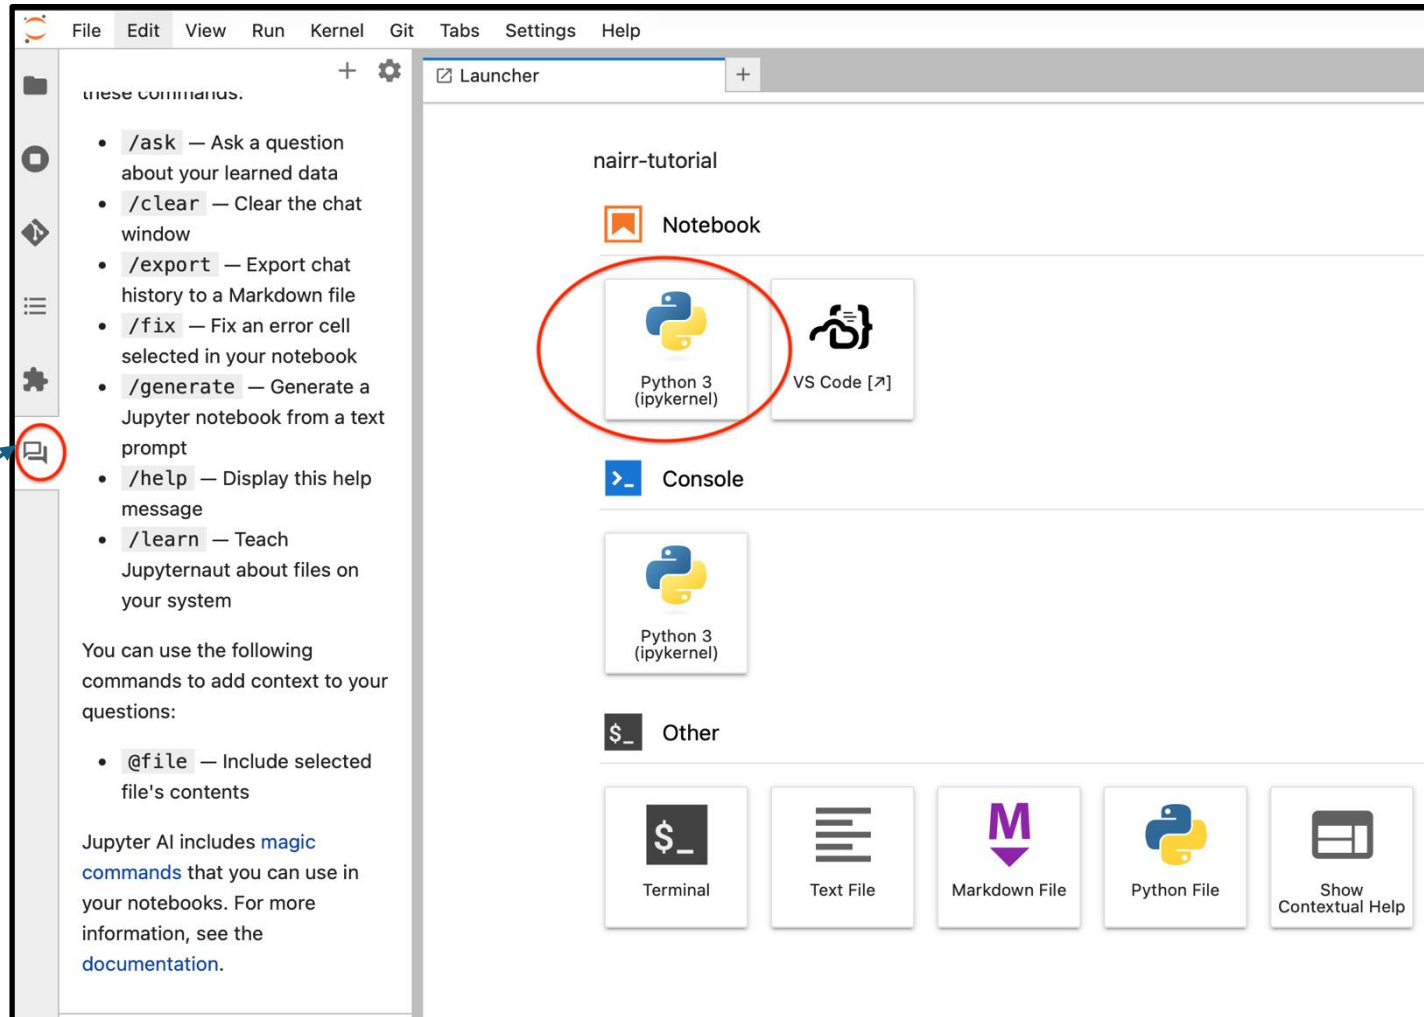 File Edit View Run Kernel Git Tabs Settings Help
these commands:
/ask — Ask a question
about your learned data
/clear — Clear the chat
window
/export — Export chat
history to a Markdown file
/fix — Fix an error cell
selected in your notebook
/generate — Generate a
Jupyter notebook from a text
prompt
/help — Display this help
message
/learn — Teach
Jupyternaut about files on
your system
You can use the following
commands to add context to your
questions:
@file — Include selected
file's contents
Jupyter AI includes magic
commands that you can use in
your notebooks. For more
information, see the
documentation.
Launcher
nairr-tutorial
Notebook
Python 3
(ipykernel)
VS Code [↗]
Console
Python 3
(ipykernel)
$_ Other
$_
Terminal
Text File
M
Markdown File
Python File
Show
Contextual Help